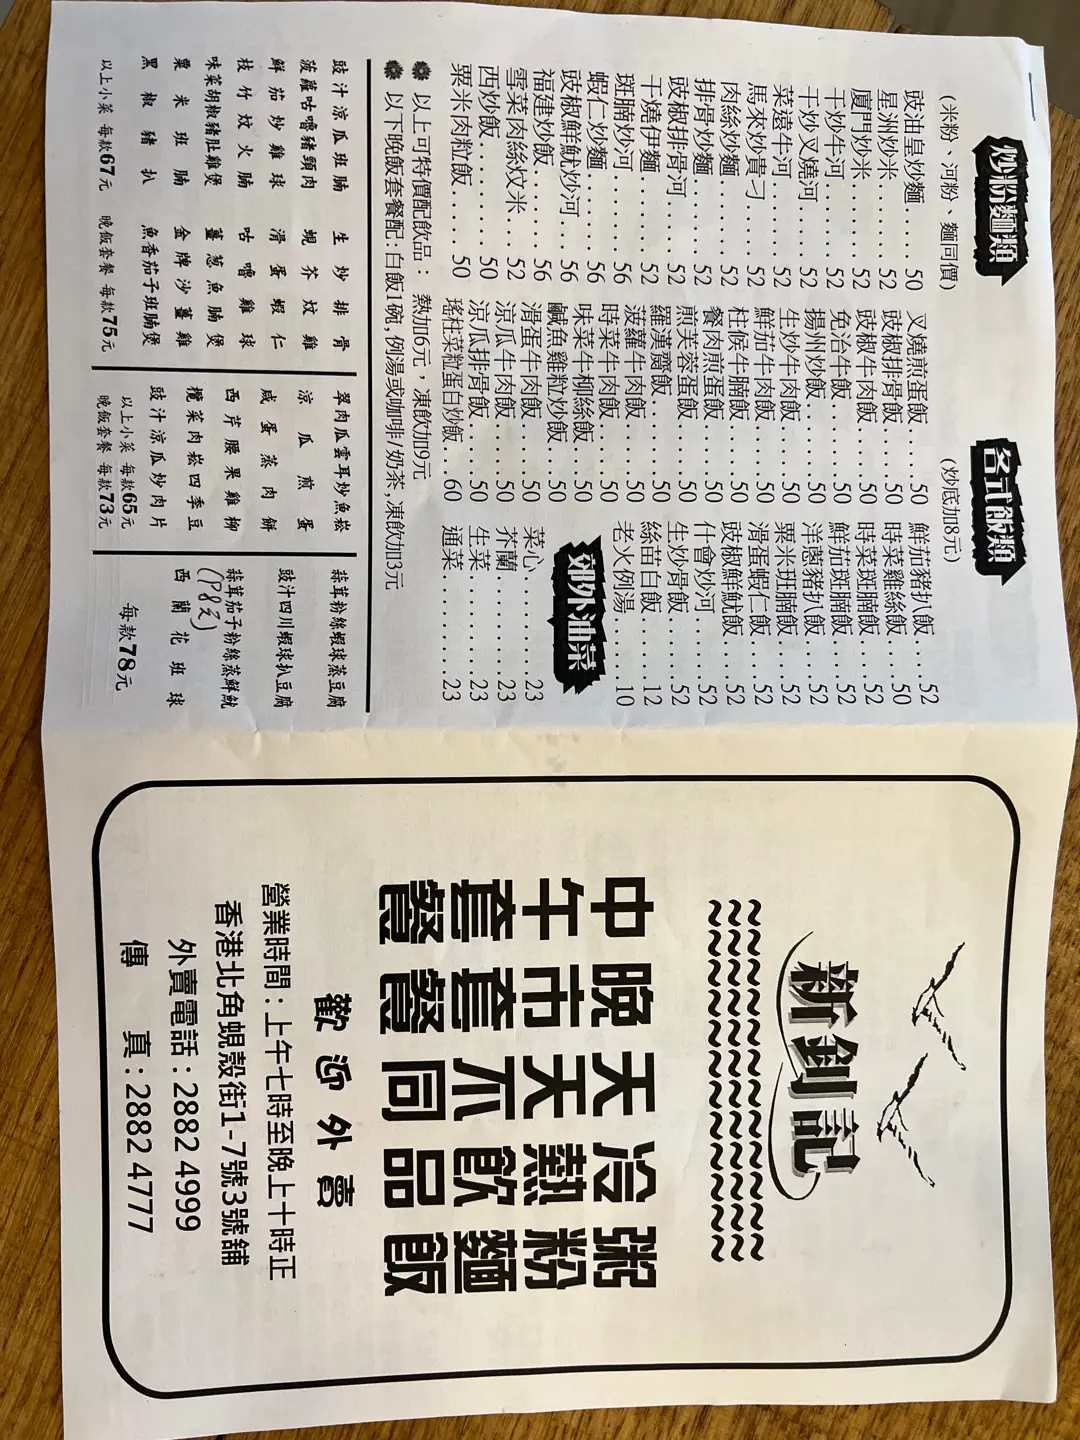 炒粉麵類
(米粉、河粉、麵同價)
豉油皇炒麵.....50
星洲炒米........52
廈門炒米........52
干炒牛河........52
干炒叉燒河.....52
菜遠牛河........52
馬來炒貴刁.....52
肉絲炒麵........52
排骨炒麵........52
豉椒排骨河.....52
干燒伊麵........52
斑腩炒河........56
蝦仁炒麵........56
豉椒鮮魷炒河..56
福建炒飯........56
雪菜肉絲炆米..52
西炒飯...........50
粟米肉粒飯.....50
各式飯類
(炒底加8元)
叉燒煎蛋飯.....50
豉椒排骨飯.....50
豉椒牛肉飯.....50
免治牛飯........50
揚州炒飯........50
生炒牛肉飯.....50
鮮茄牛肉飯.....50
柱候牛腩飯.....50
餐肉煎蛋飯.....50
煎芙蓉蛋飯.....50
羅漢齋飯........50
菠蘿牛肉飯.....50
時菜牛肉飯.....50
味菜牛柳絲飯..50
鹹魚雞粒炒飯..50
滑蛋牛肉飯.....50
涼瓜牛肉飯.....50
涼瓜排骨飯.....50
瑤柱菜粒蛋白炒飯 60
鮮茄豬扒飯.....52
時菜雞絲飯.....50
時菜斑腩飯.....52
鮮茄斑腩飯.....52
洋蔥豬扒飯.....52
粟米班腩飯.....52
滑蛋蝦仁飯.....52
豉椒鮮魷飯.....52
什會炒河........52
生炒骨飯........52
絲苗白飯........12
老火例湯........10
郊外油菜
菜心...........23
芥蘭...........23
生菜...........23
通菜...........23
以上可特價配飲品： 熱加6元，凍飲加9元
以下晚飯套餐配: 白飯1碗, 例湯或咖啡/奶茶,凍飲加3元
豉汁涼瓜班腩 生炒排骨
菠蘿咕嚕豬頸肉 蜆芥炆雞
鮮茄炒雞球 滑蛋蝦仁
枝竹炆火腩 咕嚕雞球
味菜胡椒豬肚雞煲 薑葱魚腩煲
粟米班腩 金牌沙薑雞
黑椒豬扒 魚香茄子班腩煲
以上小菜 每款67元 晚飯套餐 每款75元
翠肉瓜雲耳炒魚崧
涼瓜煎蛋
咸蛋蒸肉餅
西芹腰果雞柳
欖菜肉崧四季豆
豉汁涼瓜炒肉片
以上小菜 每款65元
晚飯套餐 每款73元
蒜茸粉絲蝦球蒸豆腐
豉汁四川蝦球扒豆腐
蒜茸茄子粉絲蒸鮮魷
(98元)
西蘭花班球
每款78元
新釗記
中晚天冷粥
午市天熱粉
套套不飲麵
餐餐同品飯
歡迎外賣
營業時間：上午七時至晚上十時正
香港北角蜆殼街1-7號3號舖
外賣電話：2882 4999
傳 真：2882 4777